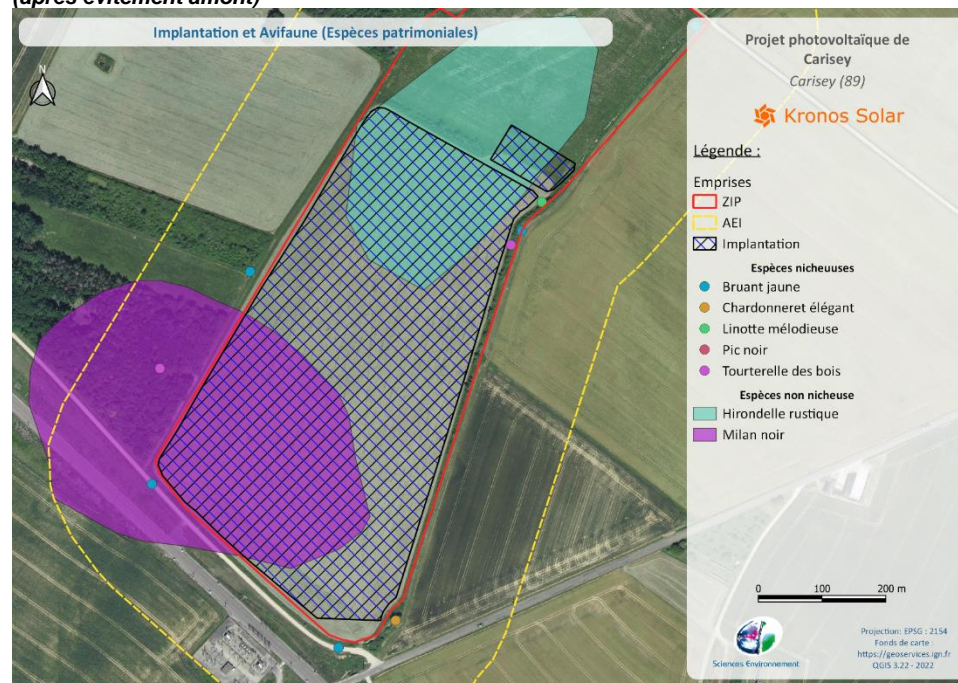 (après évitement amont)
Implantation et Avifaune (Espèces patrimoniales)
N
Projet photovoltaïque de
Carisey
Carisey (89)
Kronos Solar
Légende :
Emprises
ZIP
AEI
Implantation
Espèces nicheuuses
Bruant jaune
Chardonneret élégant
Linotte mélodieuse
Pic noir
Tourterelle des bois
Espèces non nicheuse
Hirondelle rustique
Milan noir
0 100 200 m
Sciences Environnement
Projection: EPSG : 2154
Fonds de carte :
https://geoservices.ign.fr
QGIS 3.22 - 2022